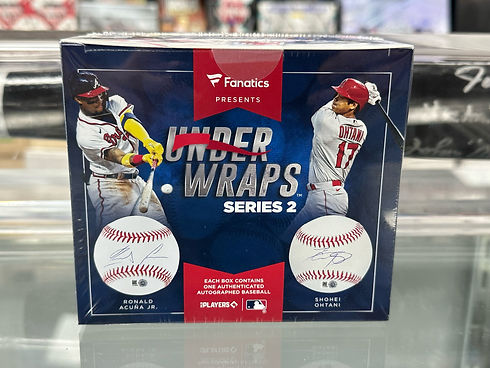 Fanatics
PRESENTS
UNDER
WRAPS
SERIES 2
Braves
OHTANI
17
EACH BOX CONTAINS
ONE AUTHENTICATED
AUTOGRAPHED BASEBALL
RONALD
ACUÑA JR.
SHOHEI
OHTANI
PLAYERS